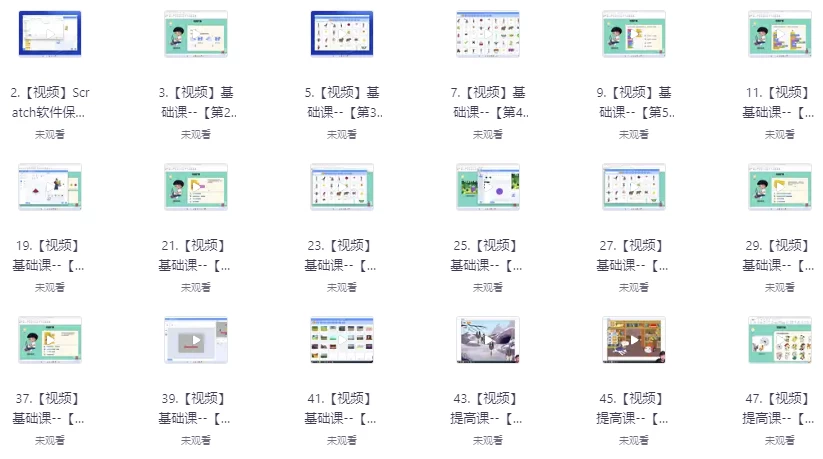 2.【视频】Scr
atch软件保...
未观看
3.【视频】基
础课--【第2..
未观看
5.【视频】基
础课--【第3..
未观看
7.【视频】基
础课--【第4..
未观看
9.【视频】基
础课--【第5..
未观看
11.【视频】
基础课--【...
未观看
19.【视频】
基础课--【...
未观看
21.【视频】
基础课--【...
未观看
23.【视频】
基础课--【...
未观看
25.【视频】
基础课--【...
未观看
27.【视频】
基础课--【...
未观看
29.【视频】
基础课--【...
未观看
37.【视频】
基础课--【...
未观看
39.【视频】
基础课--【...
未观看
41.【视频】
基础课--【...
未观看
43.【视频】
提高课--【...
未观看
45.【视频】
提高课--【...
未观看
47.【视频】
提高课--【...
未观看